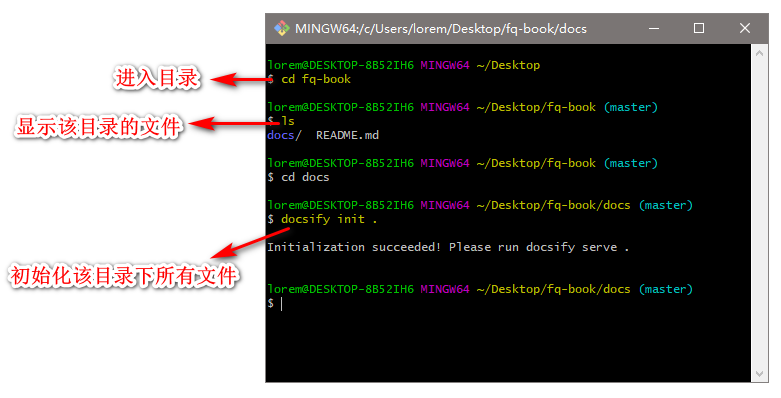 MINGW64:/c/Users/lorem/Desktop/fq-book/docs
lorem@DESKTOP-8B52IH6 MINGW64 ~/Desktop
$ cd fq-book
进入目录
lorem@DESKTOP-8B52IH6 MINGW64 ~/Desktop/fq-book (master)
$ ls
显示该目录的文件
docs/  README.md
lorem@DESKTOP-8B52IH6 MINGW64 ~/Desktop/fq-book (master)
$ cd docs
lorem@DESKTOP-8B52IH6 MINGW64 ~/Desktop/fq-book/docs (master)
$ docsify init .
初始化该目录下所有文件
Initialization succeeded! Please run docsify serve .
lorem@DESKTOP-8B52IH6 MINGW64 ~/Desktop/fq-book/docs (master)
$